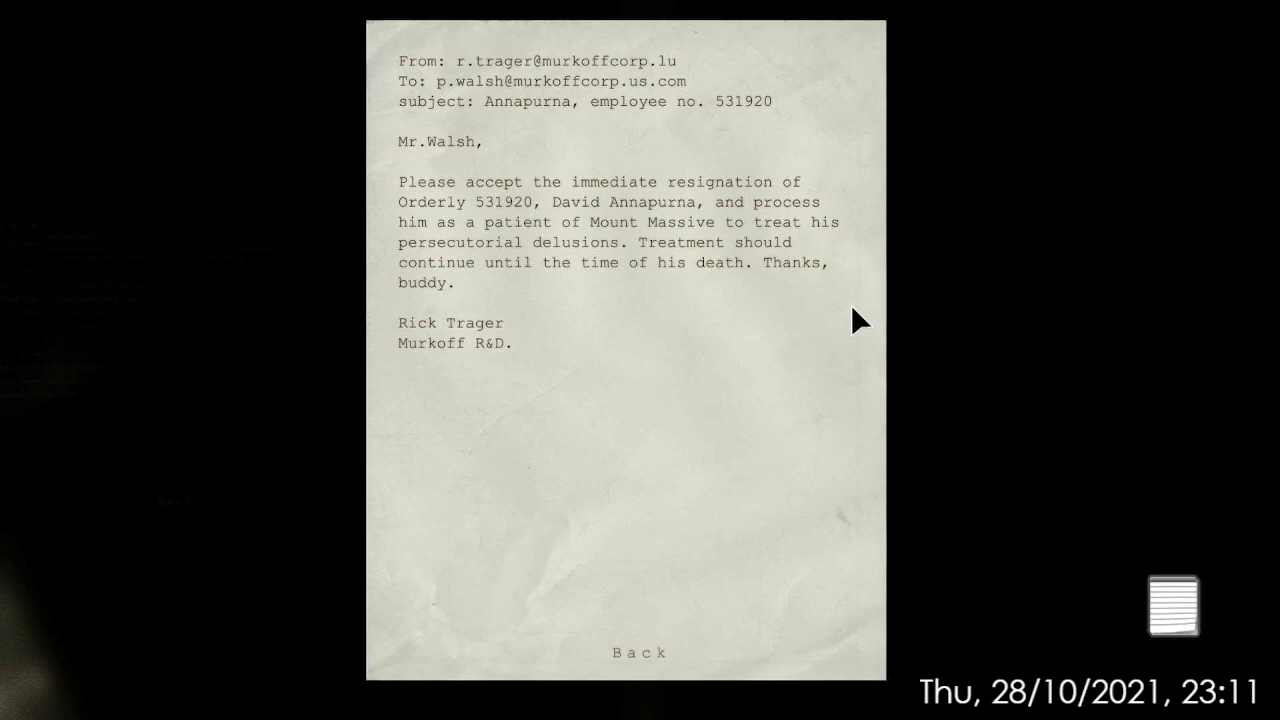 From: r.trager@murkoffcorp.lu
To: p.walsh@murkoffcorp.us.com
subject: Annapurna, employee no. 531920
Mr.Walsh,
Please accept the immediate resignation of
Orderly 531920, David Annapurna, and process
him as a patient of Mount Massive to treat his
persecutorial delusions. Treatment should
continue until the time of his death. Thanks,
buddy.
Rick Trager
Murkoff R&D.
Back
Thu, 28/10/2021, 23:11